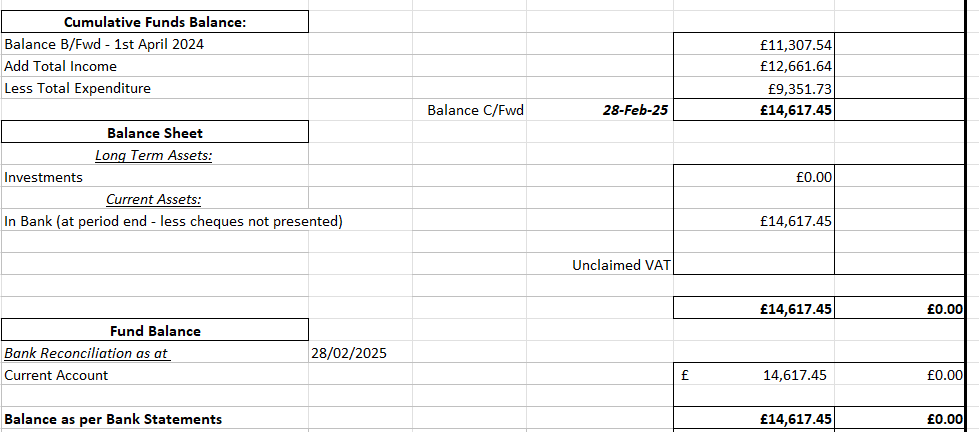 Cumulative Funds Balance:
Balance B/Fwd - 1st April 2024 £11,307.54
Add Total Income £12,661.64
Less Total Expenditure £9,351.73
Balance C/Fwd 28-Feb-25 £14,617.45
Balance Sheet
Long Term Assets:
Investments £0.00
Current Assets:
In Bank (at period end - less cheques not presented) £14,617.45
Unclaimed VAT
£14,617.45 £0.00
Fund Balance
Bank Reconciliation as at 28/02/2025
Current Account £ 14,617.45 £0.00
Balance as per Bank Statements £14,617.45 £0.00